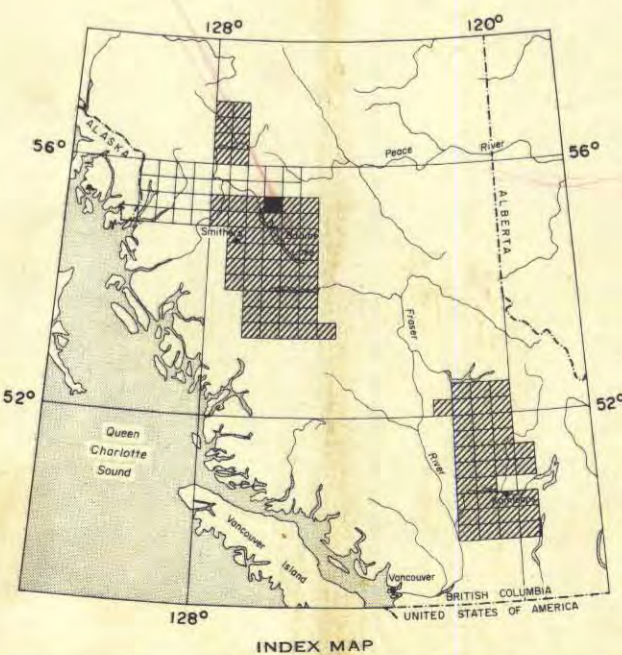 128°
120°
ALASKA
56°
Peace River
56°
ALBERTA
Smithers
Fraser
52°
52°
Queen
Charlotte
Sound
River
Kamloops
Vancouver Island
Vancouver
BRITISH COLUMBIA
UNITED STATES OF AMERICA
128°
INDEX MAP